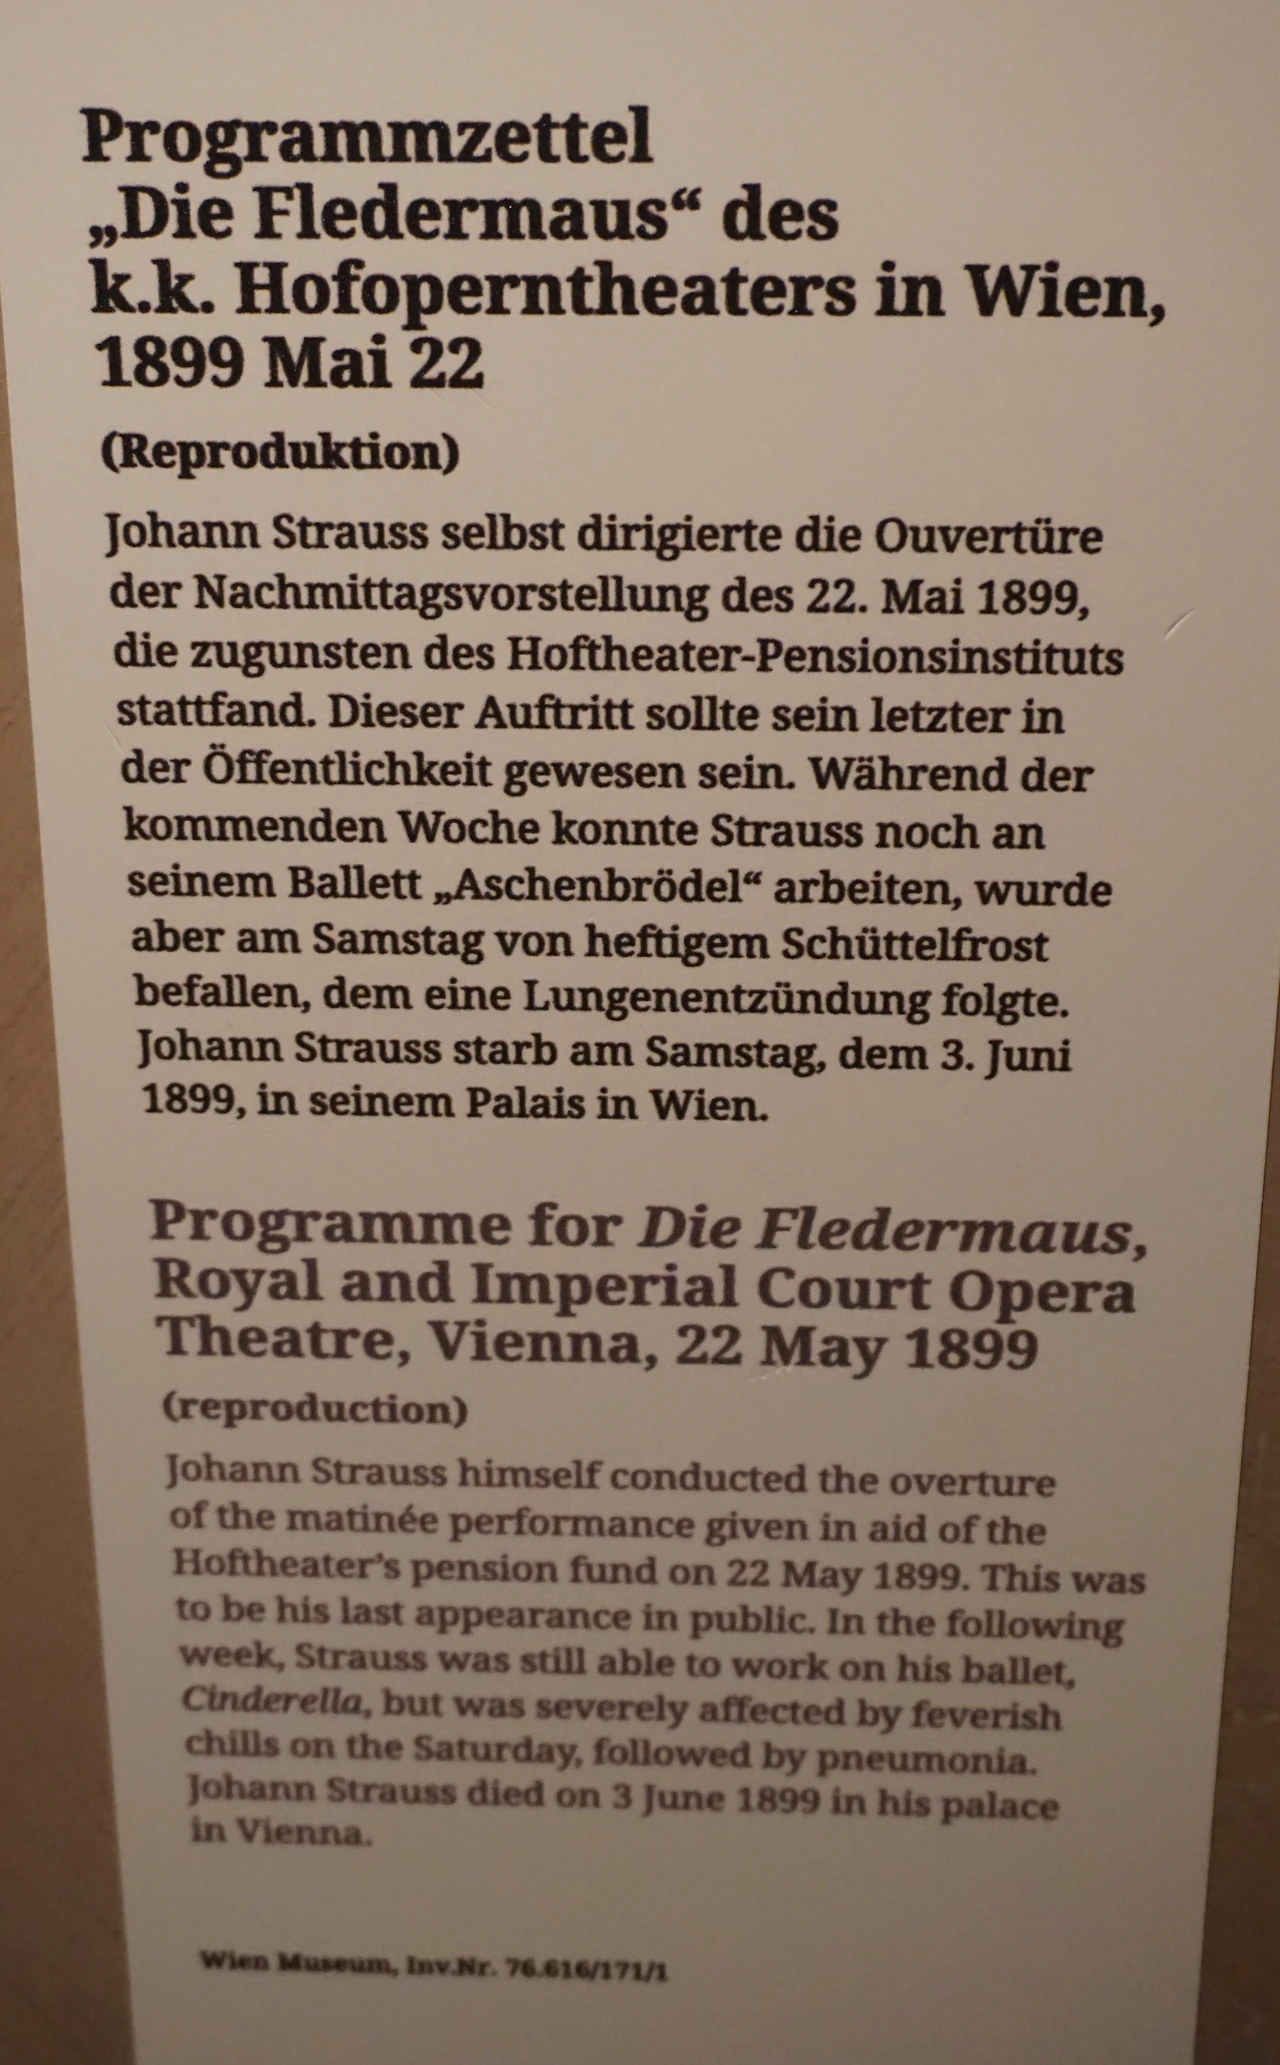 Programmzettel
„Die Fledermaus“ des
k.k. Hofoperntheaters in Wien,
1899 Mai 22
(Reproduktion)
Johann Strauss selbst dirigierte die Ouvertüre
der Nachmittagsvorstellung des 22. Mai 1899,
die zugunsten des Hoftheater-Pensionsinstituts
stattfand. Dieser Auftritt sollte sein letzter in
der Öffentlichkeit gewesen sein. Während der
kommenden Woche konnte Strauss noch an
seinem Ballett „Aschenbrödel“ arbeiten, wurde
aber am Samstag von heftigem Schüttelfrost
befallen, dem eine Lungenentzündung folgte.
Johann Strauss starb am Samstag, dem 3. Juni
1899, in seinem Palais in Wien.
Programme for Die Fledermaus,
Royal and Imperial Court Opera
Theatre, Vienna, 22 May 1899
(reproduction)
Johann Strauss himself conducted the overture
of the matinée performance given in aid of the
Hoftheater’s pension fund on 22 May 1899. This was
to be his last appearance in public. In the following
week, Strauss was still able to work on his ballet,
Cinderella, but was severely affected by feverish
chills on the Saturday, followed by pneumonia.
Johann Strauss died on 3 June 1899 in his palace
in Vienna.
Wien Museum, Inv.Nr. 76.616/171/1